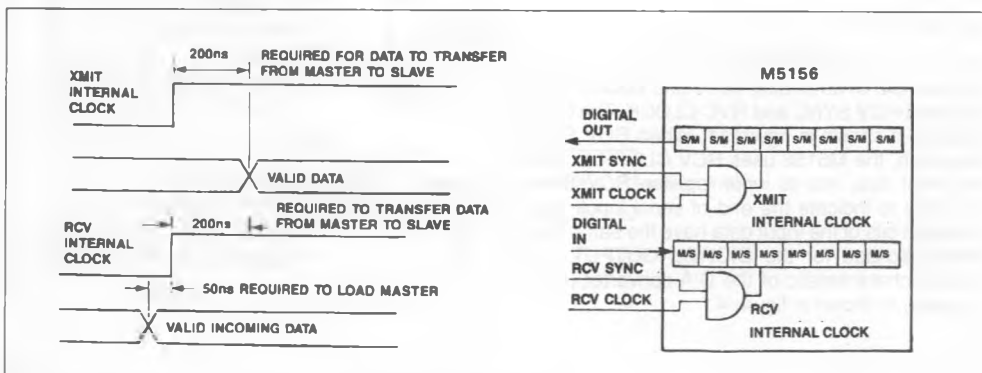 200ns
REQUIRED FOR DATA TO TRANSFER
FROM MASTER TO SLAVE
XMIT
INTERNAL
CLOCK
VALID DATA
REQUIRED TO TRANSFER DATA
FROM MASTER TO SLAVE
200ns
RCV
INTERNAL
CLOCK
50ns REQUIRED TO LOAD MASTER
VALID INCOMING DATA
M5156
DIGITAL
OUT
S/M S/M S/M S/M S/M S/M S/M S/M
XMIT SYNC
XMIT CLOCK
XMIT
INTERNAL CLOCK
DIGITAL
IN
M/S M/S M/S M/S M/S M/S M/S M/S
RCV SYNC
RCV CLOCK
RCV
INTERNAL CLOCK